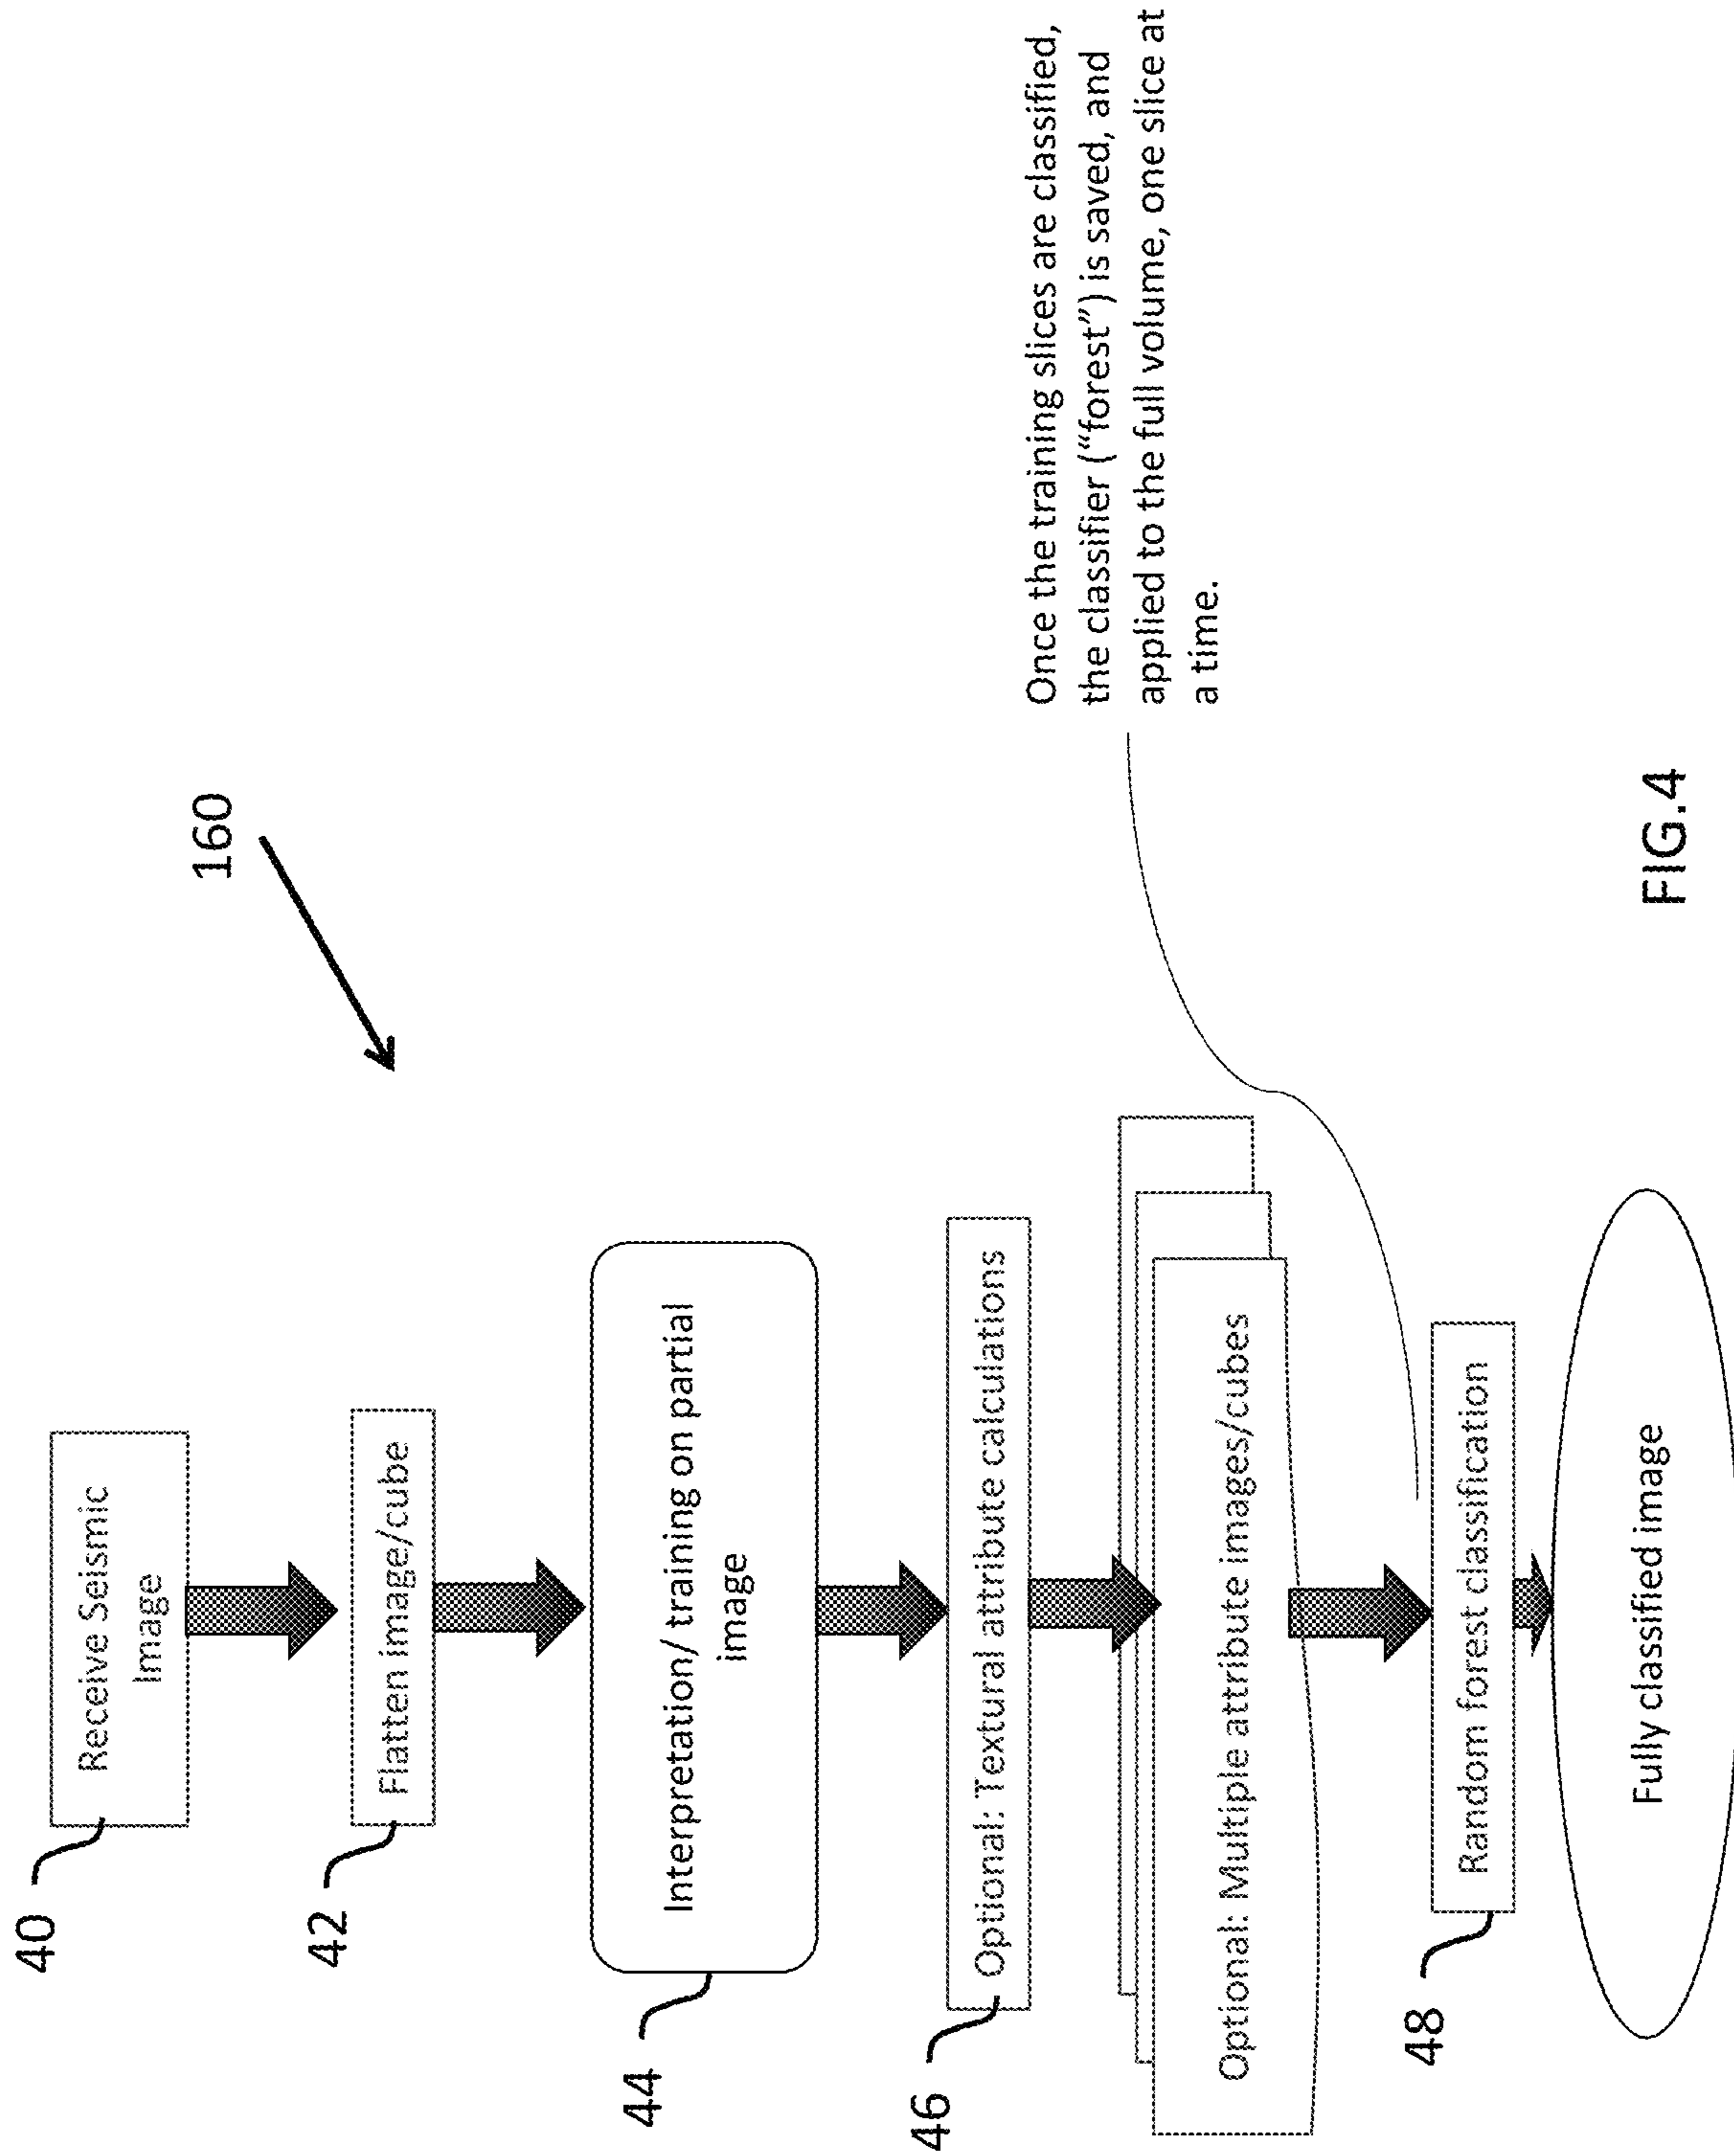 160
40
Receive Seismic
Image
42
Flatten image/cube
44
Interpretation/ training on partial
image
46
Optional: Textural attribute calculations
Optional: Multiple attribute images/cubes
Once the training slices are classified,
the classifier (“forest”) is saved, and
applied to the full volume, one slice at
a time.
48
Random forest classification
Fully classified image
FIG.4